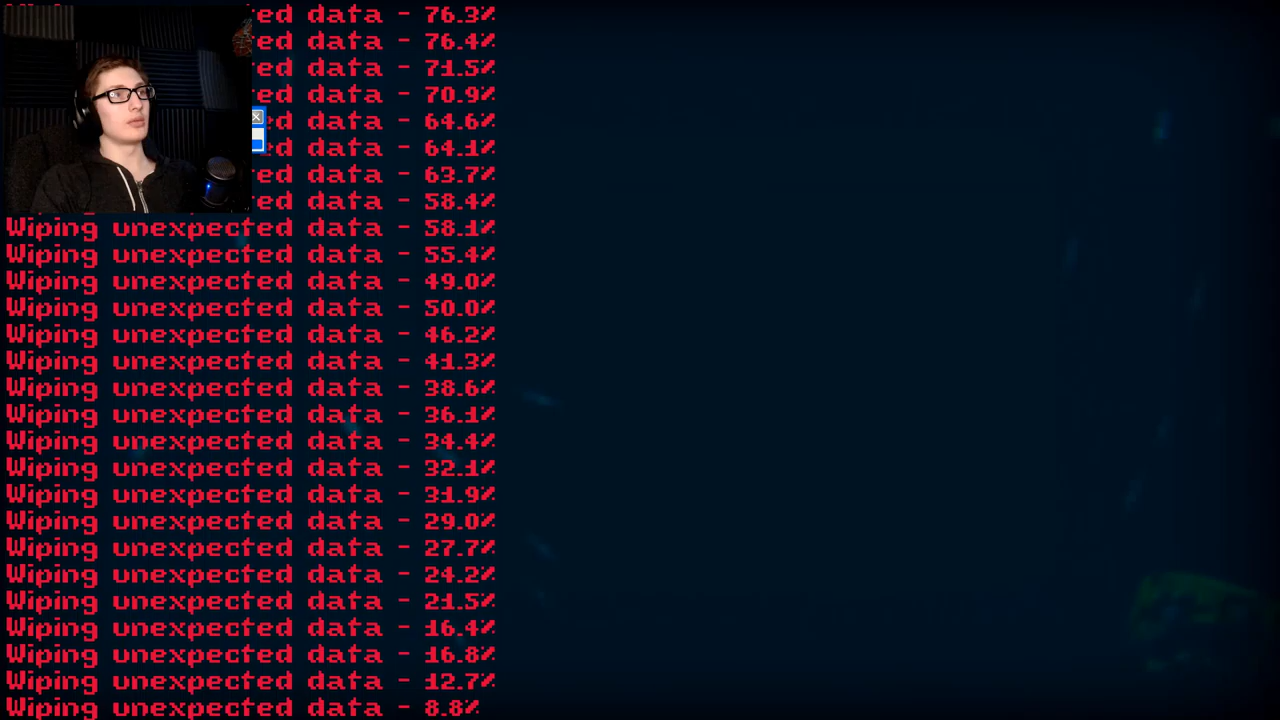 ed data - 76.3%
ed data - 76.4%
ed data - 71.5%
ed data - 70.9%
ed data - 64.6%
ed data - 64.1%
ed data - 63.7%
ed data - 58.4%
Wiping unexpected data - 58.1%
Wiping unexpected data - 55.4%
Wiping unexpected data - 49.0%
Wiping unexpected data - 50.0%
Wiping unexpected data - 46.2%
Wiping unexpected data - 41.3%
Wiping unexpected data - 38.6%
Wiping unexpected data - 36.1%
Wiping unexpected data - 34.4%
Wiping unexpected data - 32.1%
Wiping unexpected data - 31.9%
Wiping unexpected data - 29.0%
Wiping unexpected data - 27.7%
Wiping unexpected data - 24.2%
Wiping unexpected data - 21.5%
Wiping unexpected data - 16.4%
Wiping unexpected data - 16.8%
Wiping unexpected data - 12.7%
Wiping unexpected data - 8.8%